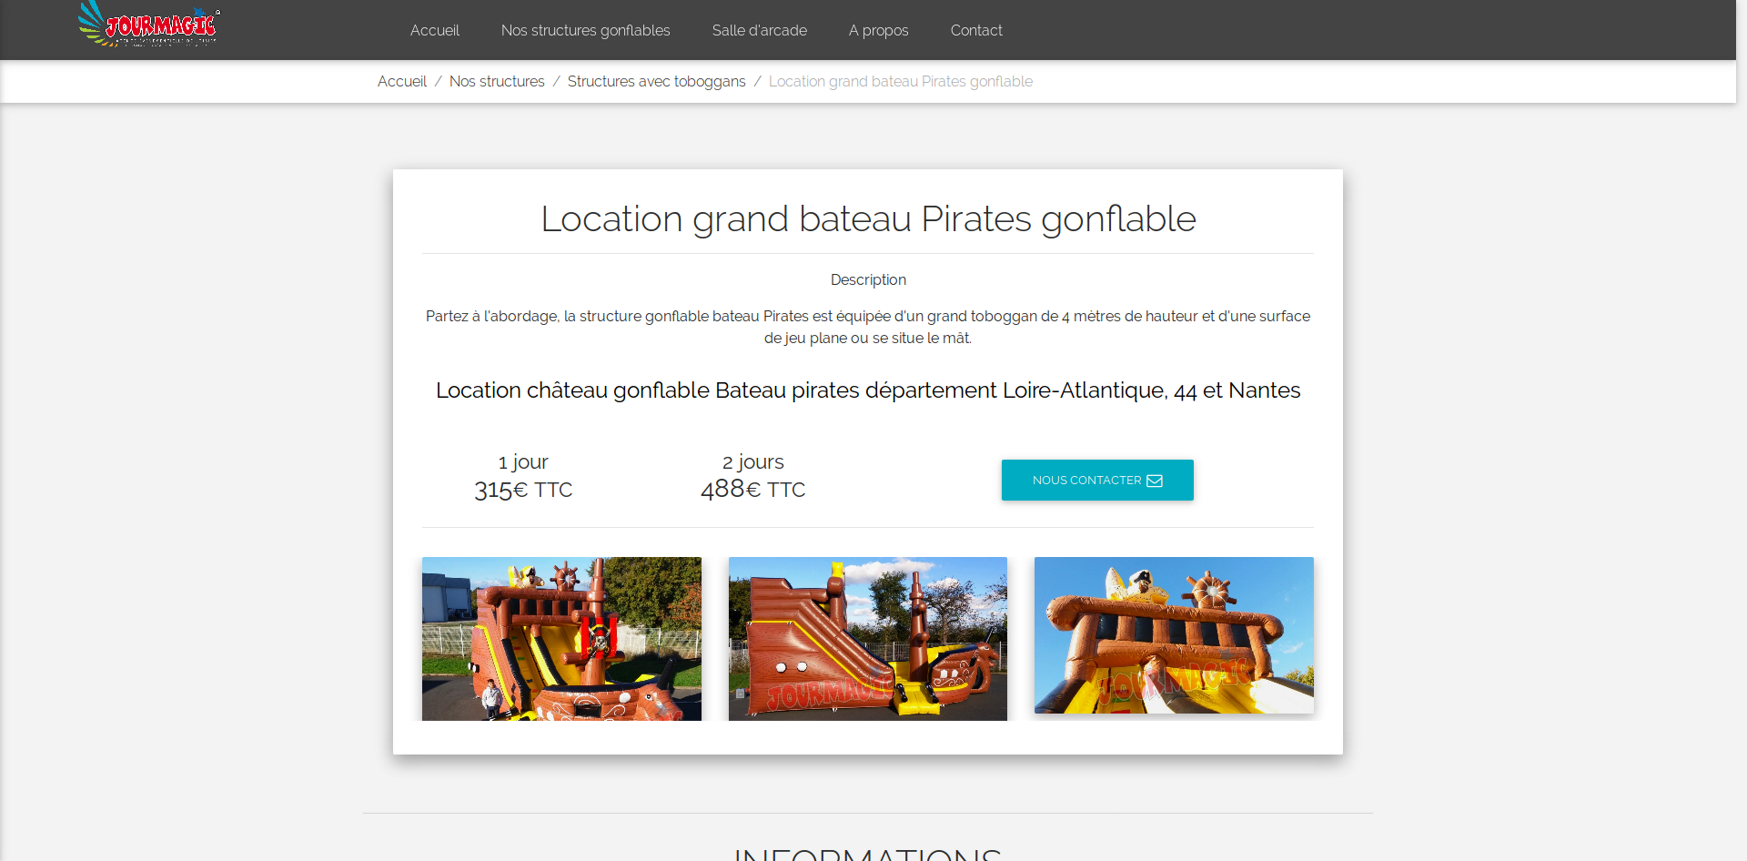 JOURMAGIC
Accueil Nos structures gonflables Salle d'arcade A propos Contact
Accueil / Nos structures / Structures avec toboggans / Location grand bateau Pirates gonflable
Location grand bateau Pirates gonflable
Description
Partez à l'abordage, la structure gonflable bateau Pirates est équipée d'un grand toboggan de 4 mètres de hauteur et d'une surface
de jeu plane ou se situe le mât.
Location château gonflable Bateau pirates département Loire-Atlantique, 44 et Nantes
1 jour
315€ TTC
2 jours
488€ TTC
NOUS CONTACTER
JOURMAGIC
JOURMAGIC
INFORMATIONS